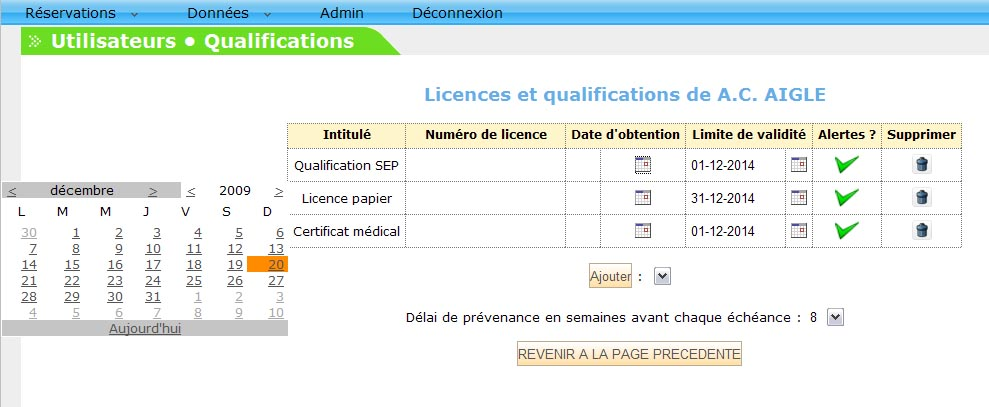 Réservations Données Admin Déconnexion
Utilisateurs • Qualifications
Licences et qualifications de A.C. AIGLE
Intitulé Numéro de licence Date d'obtention Limite de validité Alertes ? Supprimer
Qualification SEP 01-12-2014
Licence papier 31-12-2014
Certificat médical 01-12-2014
< décembre > < 2009 >
L M M J V S D
30 1 2 3 4 5 6
7 8 9 10 11 12 13
14 15 16 17 18 19 20
21 22 23 24 25 26 27
28 29 30 31 1 2 3
4 5 6 7 8 9 10
Aujourd'hui
Ajouter :
Délai de prévenance en semaines avant chaque échéance : 8
REVENIR A LA PAGE PRECEDENTE